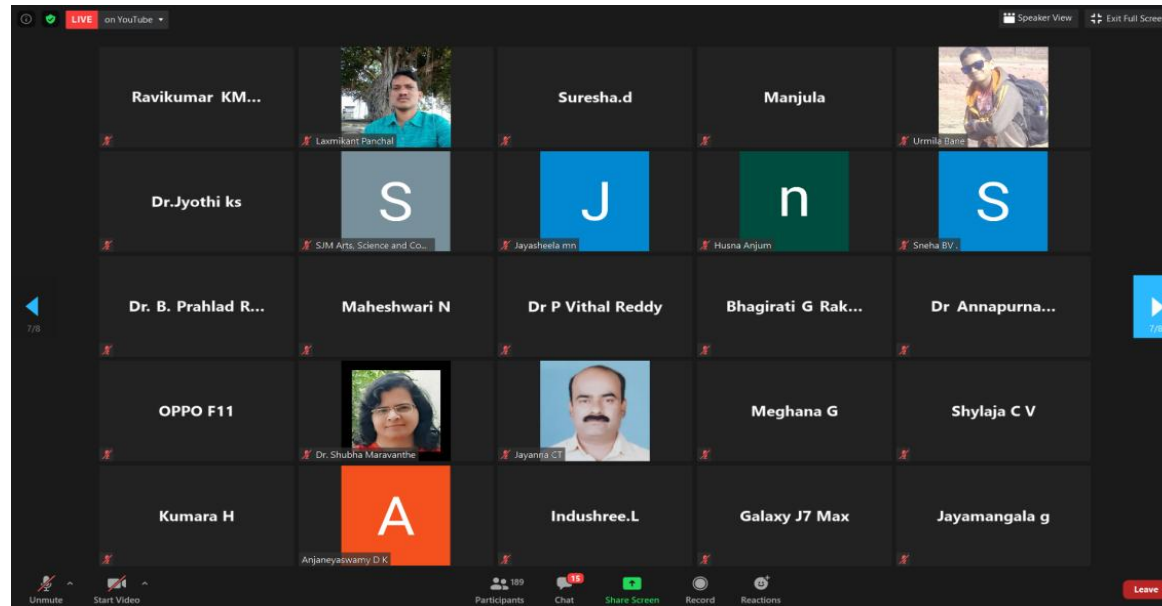 LIVE on YouTube
Speaker View
Exit Full Scree
Ravikumar KM...
Laxmikant Panchal
Suresha.d
Manjula
Urmila Bane
Dr.Jyothi ks
S
SJM Arts, Science and Co...
J
Jayasheela mn
n
Husna Anjum
S
Sneha BV .
7/8
Dr. B. Prahlad R...
Maheshwari N
Dr P Vithal Reddy
Bhagirati G Rak...
Dr Annapurna...
7/8
OPPO F11
Dr. Shubha Maravanthe
Jayanna CT
Meghana G
Shylaja C V
Kumara H
A
Anjaneyaswamy D K
Indushree.L
Galaxy J7 Max
Jayamangala g
Unmute
Start Video
189
Participants
15
Chat
Share Screen
Record
Reactions
Leave